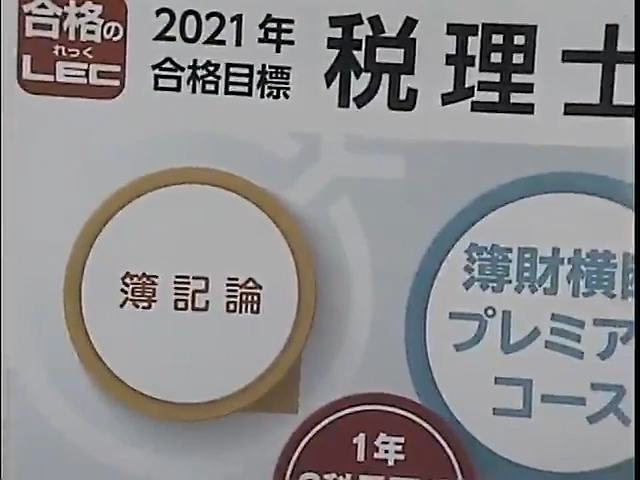 合格の
れっく
LEC
2021年
合格目標
税理士
簿記論
簿財横
プレミア
コース
1年